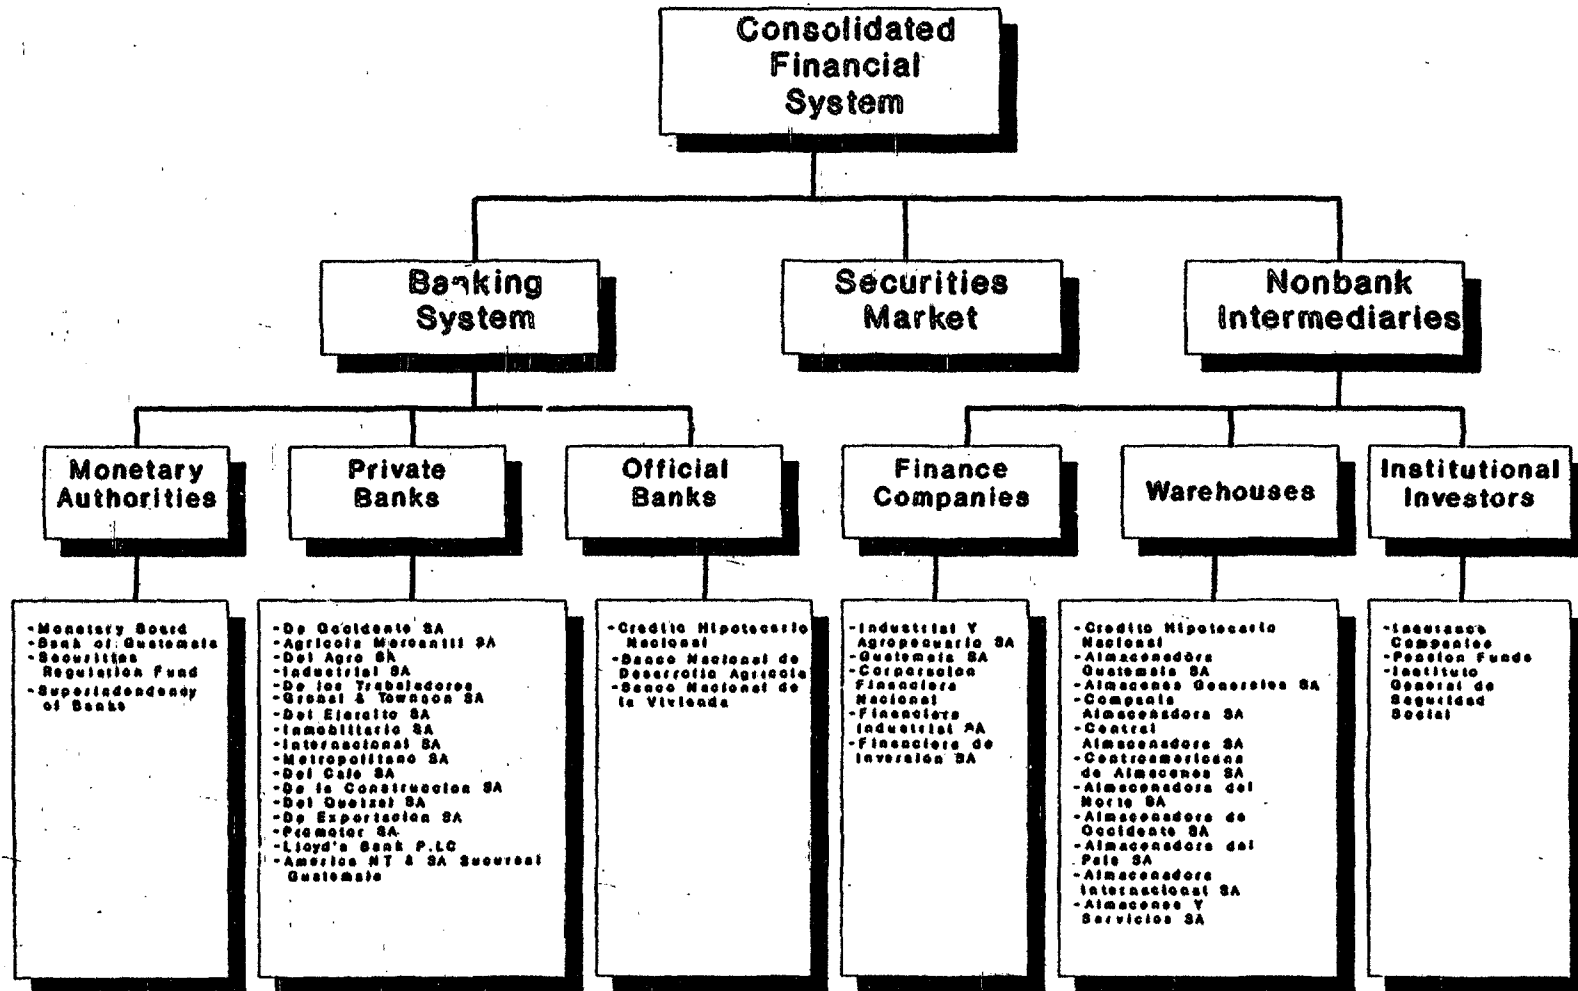 Consolidated
Financial
System
Banking
System
Securities
Market
Nonbank
Intermediaries
Monetary
Authorities
Private
Banks
Official
Banks
Finance
Companies
Warehouses
Institutional
Investors
-Monetary Board
-Bank of Guatemala
-Securities
Regulation Fund
-Superintendency
of Banks
-De Occidente SA
-Agricola Mercantil SA
-Del Agro SA
-Industrial SA
-De los Trabajadores
& Townson SA
-Del Ejercito SA
-Inmobiliario SA
-Internacional SA
-Metropolitano SA
-Del Cafe SA
-De la Construccion SA
-Del Quetzal SA
-De Exportacion SA
-Promotor SA
-Lloyd's Bank P.LC
-America NT & SA Sucursal
Guatemala
-Credito Hipotecario
Nacional
-Banco Nacional de
Desarrollo Agricola
-Banco Nacional de
la Vivienda
-Industrial Y
Agropecuario SA
-Guatemala SA
-Corporacion
Financiera
Nacional
-Financiera
Industrial SA
-Financiera de
Inversion SA
-Credito Hipotecario
Nacional
-Almacenadora
Guatemala SA
-Almacenes Generales SA
-Compania
Almacenadora SA
-Central
Almacenadora SA
-Centroamericana
de Almacenes SA
-Almacenadora del
Norte SA
-Almacenadora de
Occidente SA
-Almacenadora del
Pais SA
-Almacenadora
Internacional SA
-Almacenes Y
Servicios SA
-Insurance
Companies
-Pension Funds
-Instituto
General de
Seguridad
Social